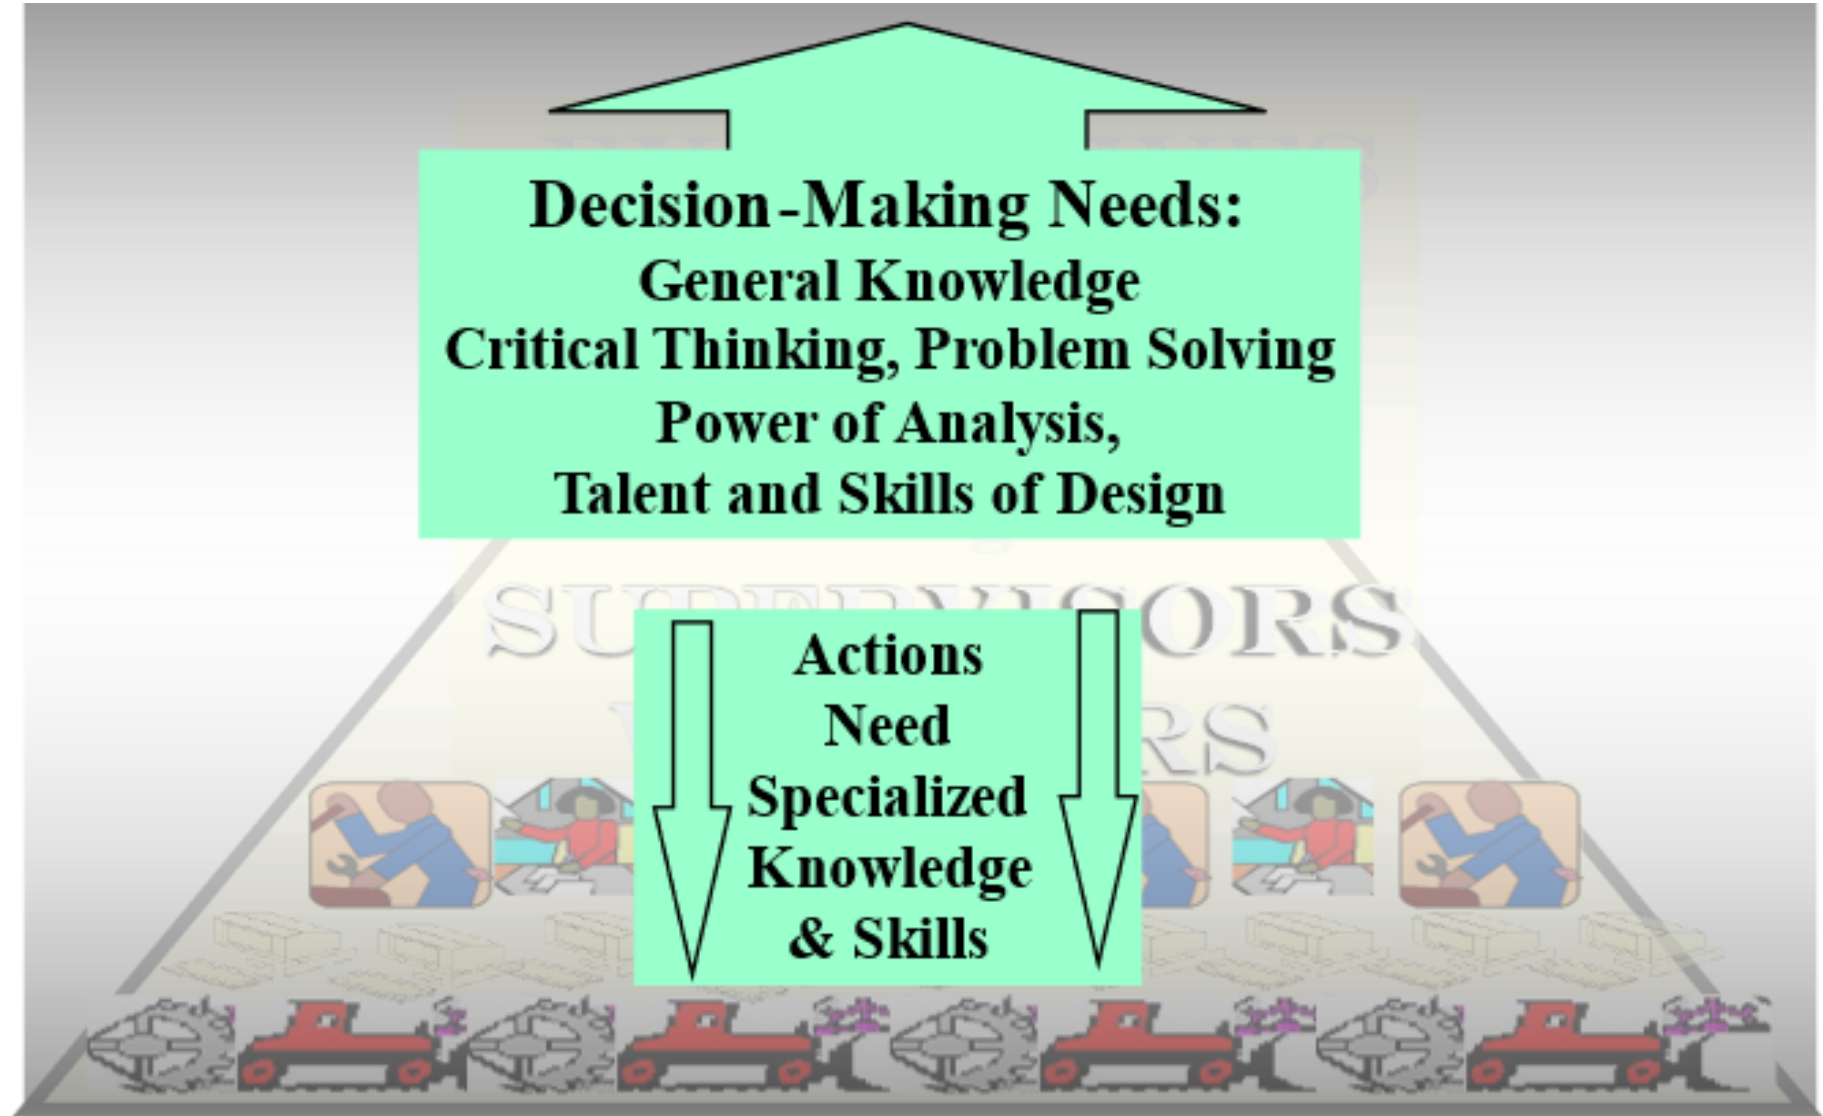 Decision-Making Needs:
General Knowledge
Critical Thinking, Problem Solving
Power of Analysis,
Talent and Skills of Design
SUPERVISORS
Actions
Need
Specialized
Knowledge
& Skills